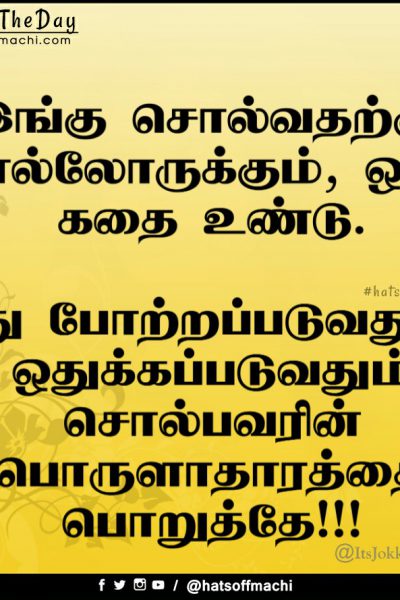 TheDay
machi.com
இங்கு சொல்வதற்கு
எல்லோருக்கும்,
கதை உண்டு.
#hats
போற்றப்படுவது
ஒதுக்கப்படுவதும்
சொல்பவரின்
பொருளாதாரத்தை
பொறுத்தே!!!
@ItsJokk
/ @hatsoffmachi